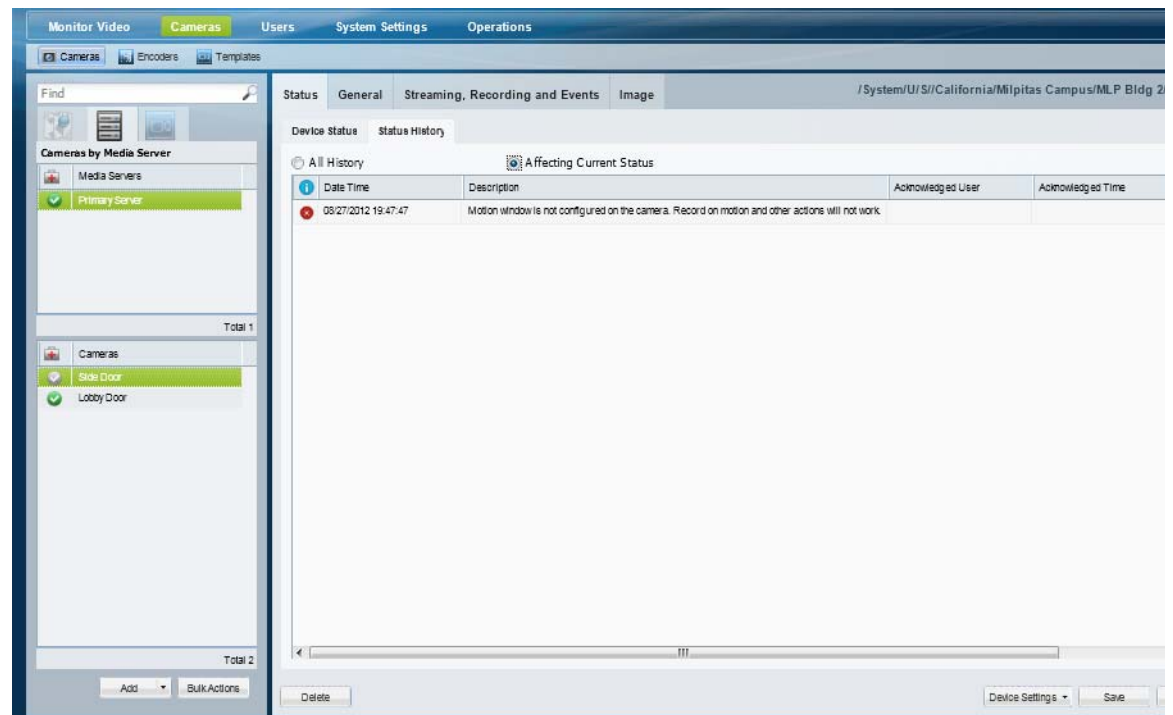 Monitor Video Cameras Users System Settings Operations
Cameras Encoders Templates
Find
Status General Streaming, Recording and Events Image
/System/U/S//California/Milpitas Campus/MLP Bldg 2/
Device Status Status History
Cameras by Media Server
All History Affecting Current Status
Media Servers
Date Time Description Acknowledged User Acknowledged Time
Primary Server
08/27/2012 19:47:47 Motion window is not configured on the camera. Record on motion and other actions will not work.
Total 1
Cameras
Side Door
Lobby Door
Total 2
Add Bulk Actions
Delete Device Settings Save